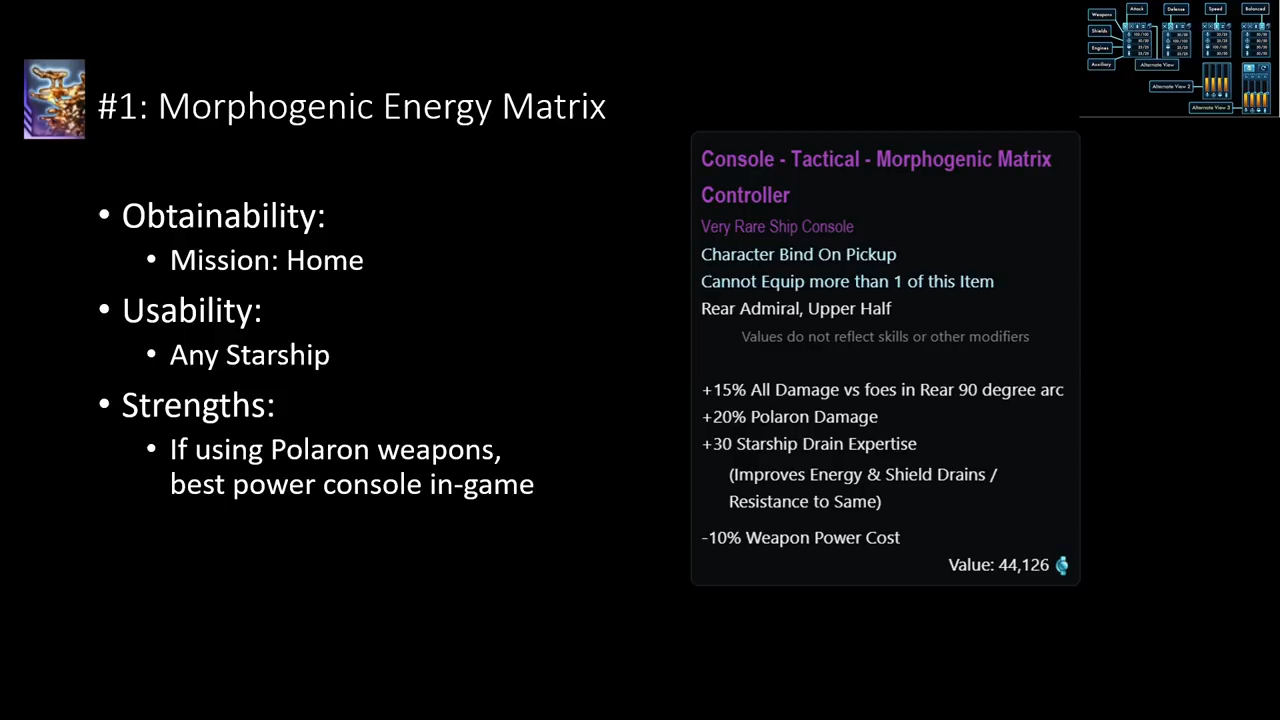 Attack
Defense
Speed
Balanced
Weapons
Shields
Engines
Auxiliary
Alternate View
Alternate View 2
Alternate View 3
#1: Morphogenic Energy Matrix
• Obtainability:
• Mission: Home
• Usability:
• Any Starship
• Strengths:
• If using Polaron weapons,
best power console in-game
Console - Tactical - Morphogenic Matrix
Controller
Very Rare Ship Console
Character Bind On Pickup
Cannot Equip more than 1 of this Item
Rear Admiral, Upper Half
Values do not reflect skills or other modifiers
+15% All Damage vs foes in Rear 90 degree arc
+20% Polaron Damage
+30 Starship Drain Expertise
(Improves Energy & Shield Drains /
Resistance to Same)
-10% Weapon Power Cost
Value: 44,126